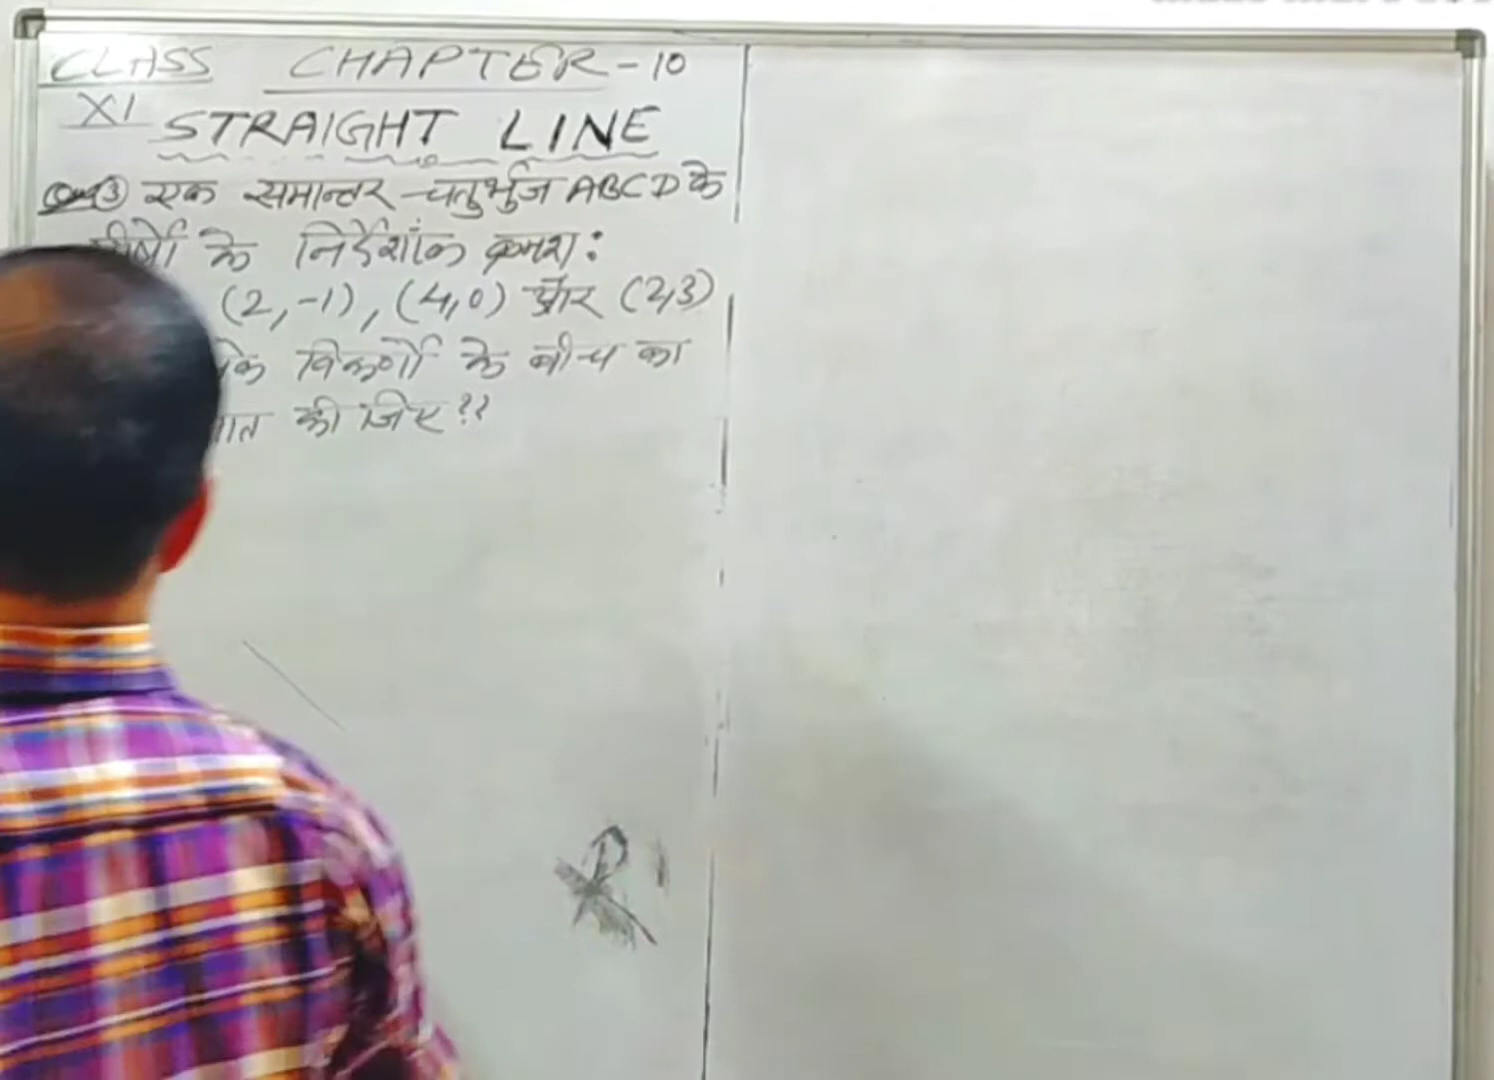 CLASS CHAPTER-10
XI STRAIGHT LINE
③ एक समान्तर चतुर्भुज ABCD के
के निर्देशांक क्रमश:
(2,-1), (4,0) और (2,3)
के विकर्णों के बीच का
कीजिए??